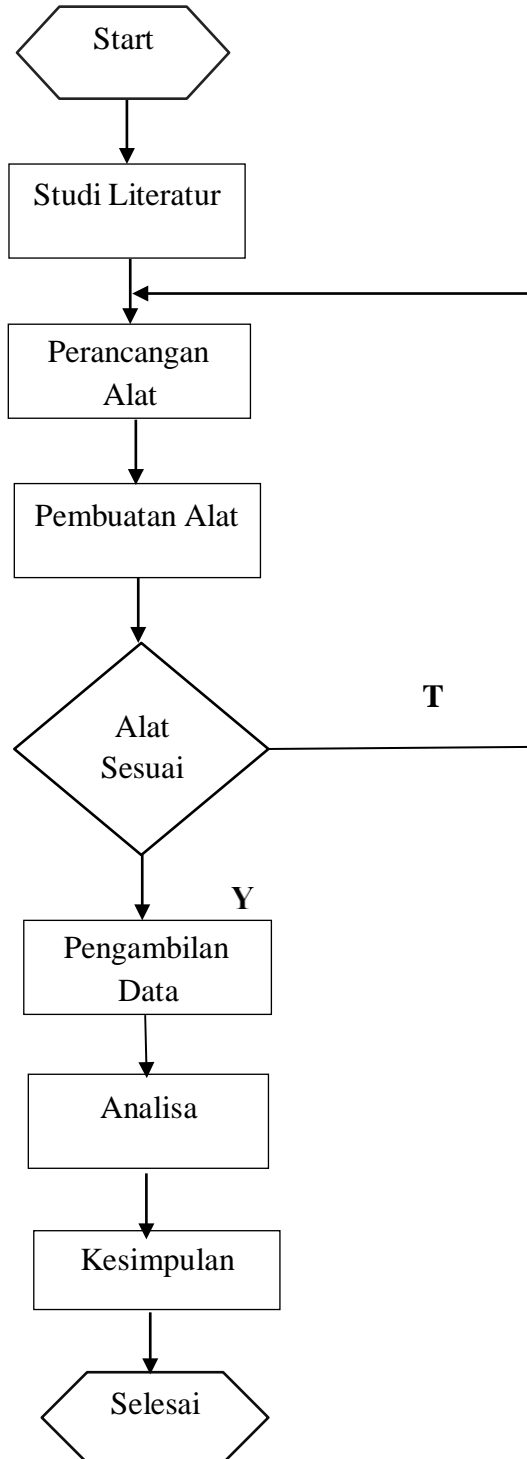 Start
Studi Literatur
Perancangan
Alat
Pembuatan Alat
Alat
Sesuai
T
Y
Pengambilan
Data
Analisa
Kesimpulan
Selesai